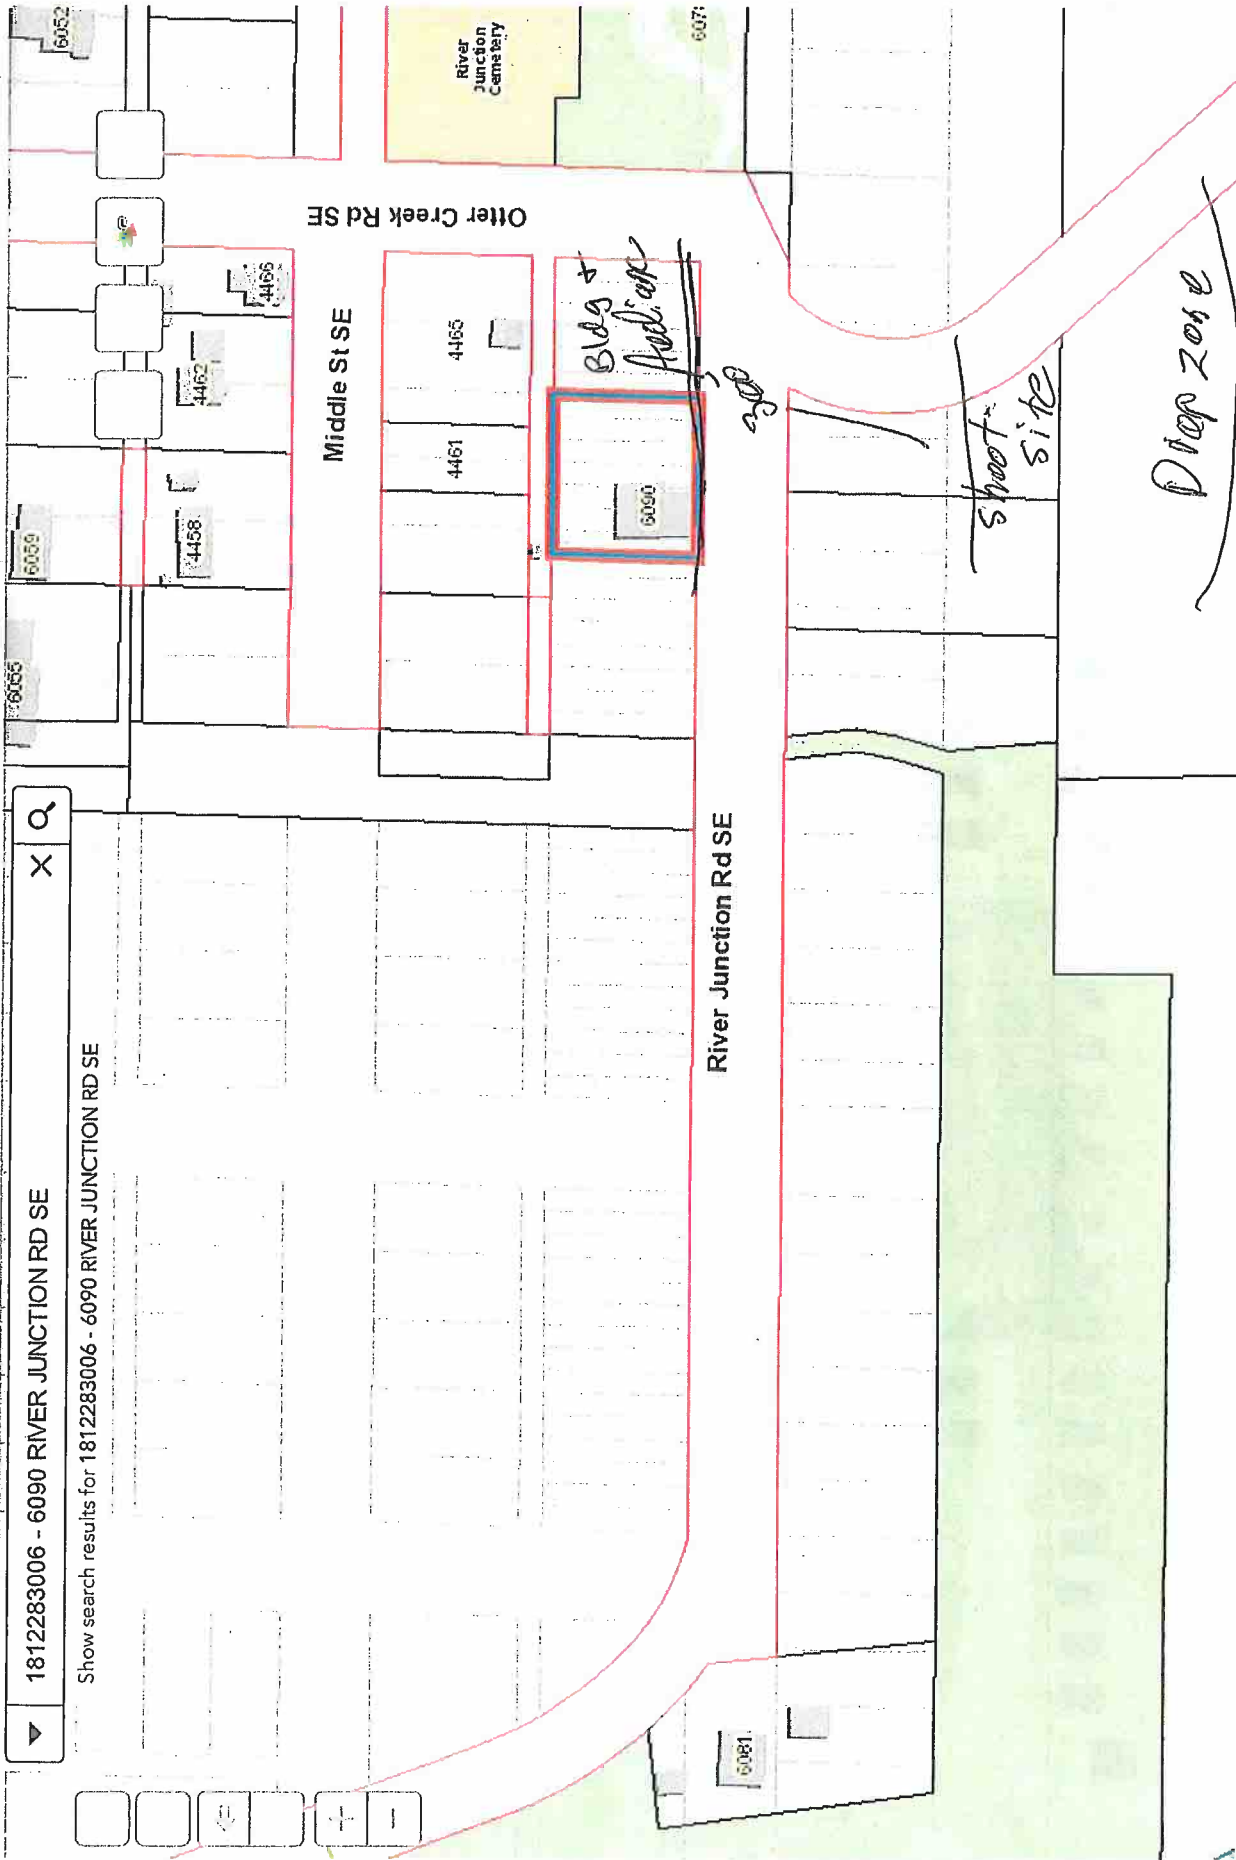 18122283006 - 6090 RIVER JUNCTION RD SE
X
Show search results for 18122283006 - 6090 RIVER JUNCTION RD SE
+
-
6055
6059
6052
4458
4462
4466
Middle St SE
Otter Creek Rd SE
River
Junction
Cemetery
4461
4465
6090
Bldg +
Audianc
300
River Junction Rd SE
6081
Shoot
Site
Drop zone